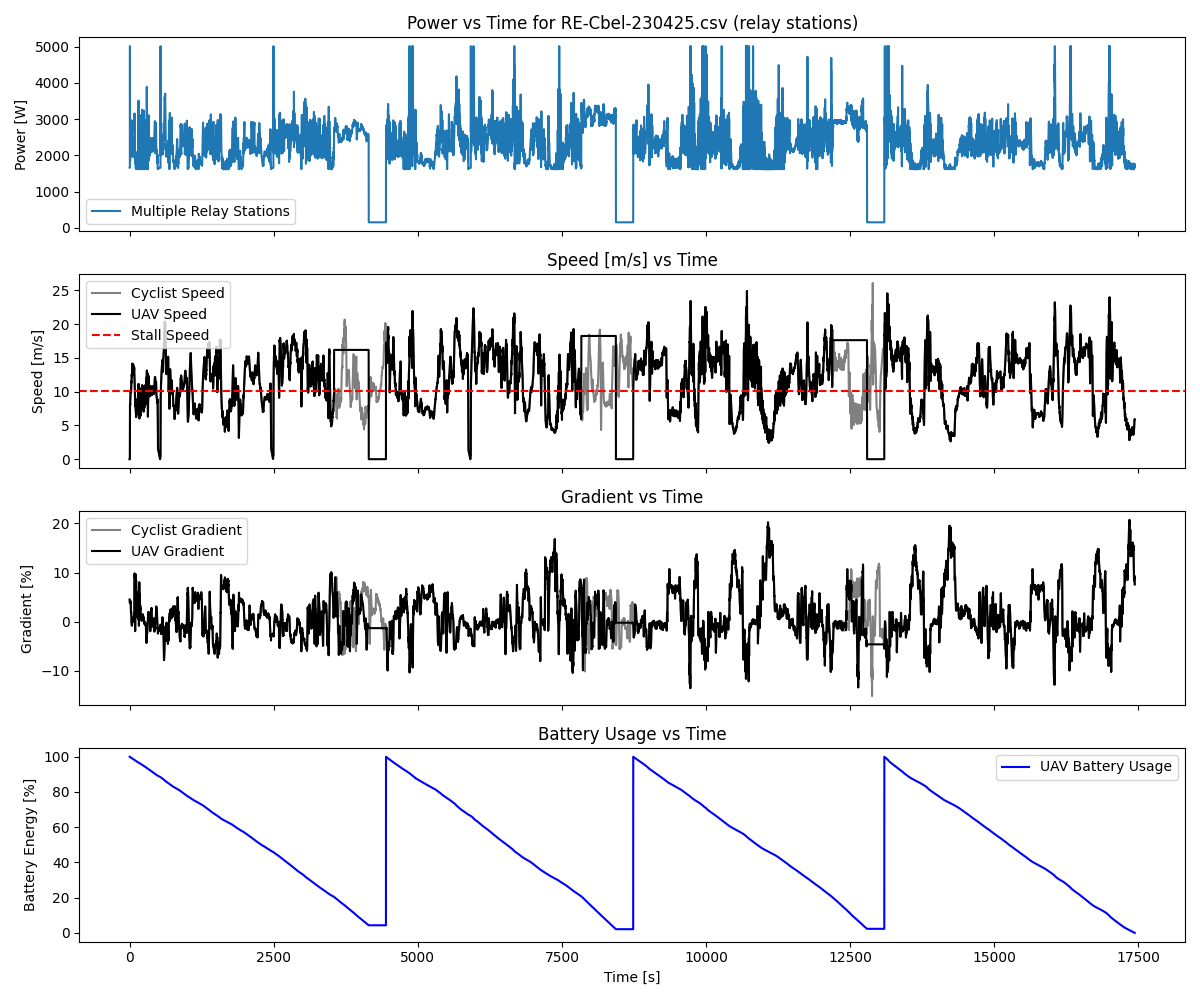 Power vs Time for RE-Cbel-230425.csv (relay stations)
5000
4000
3000
2000
1000
0
Power [W]
Multiple Relay Stations
Speed [m/s] vs Time
25
20
15
10
5
0
Speed [m/s]
Cyclist Speed
UAV Speed
Stall Speed
Gradient vs Time
20
10
0
−10
Gradient [%]
Cyclist Gradient
UAV Gradient
Battery Usage vs Time
100
80
60
40
20
0
Battery Energy [%]
UAV Battery Usage
0 2500 5000 7500 10000 12500 15000 17500
Time [s]